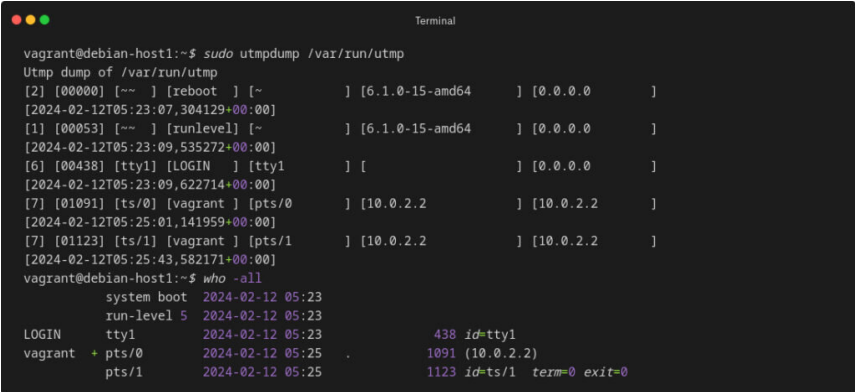 Terminal
vagrant@debian-host1:~$ sudo utmpdump /var/run/utmp
Utmp dump of /var/run/utmp
[2] [00000] [~~  ] [reboot  ] [~           ] [6.1.0-15-amd64      ] [0.0.0.0        ]
[2024-02-12T05:23:07,304129+00:00]
[1] [00053] [~~  ] [runlevel] [~           ] [6.1.0-15-amd64      ] [0.0.0.0        ]
[2024-02-12T05:23:09,535272+00:00]
[6] [00438] [tty1] [LOGIN   ] [tty1        ] [                    ] [0.0.0.0        ]
[2024-02-12T05:23:09,622714+00:00]
[7] [01091] [ts/0] [vagrant ] [pts/0       ] [10.0.2.2            ] [10.0.2.2       ]
[2024-02-12T05:25:01,141959+00:00]
[7] [01123] [ts/1] [vagrant ] [pts/1       ] [10.0.2.2            ] [10.0.2.2       ]
[2024-02-12T05:25:43,582171+00:00]
vagrant@debian-host1:~$ who -all
           system boot  2024-02-12 05:23
           run-level 5  2024-02-12 05:23
LOGIN      tty1         2024-02-12 05:23               438 id=tty1
vagrant  + pts/0        2024-02-12 05:25   .          1091 (10.0.2.2)
           pts/1        2024-02-12 05:25              1123 id=ts/1  term=0 exit=0